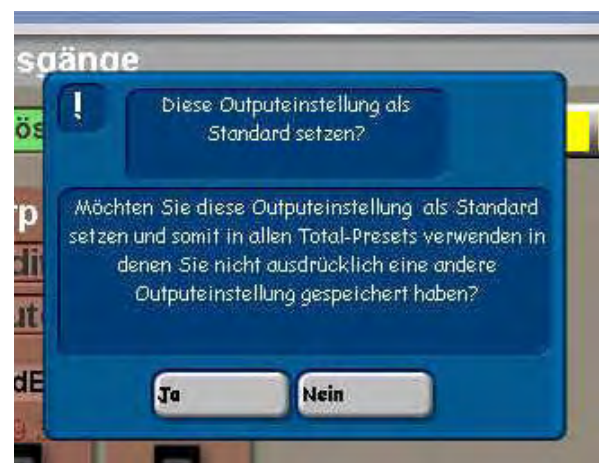 sgänge
!
Diese Outputeinstellung als
Standard setzen?
Möchten Sie diese Outputeinstellung als Standard
setzen und somit in allen Total-Presets verwenden in
denen Sie nicht ausdrücklich eine andere
Outputeinstellung gespeichert haben?
Ja Nein